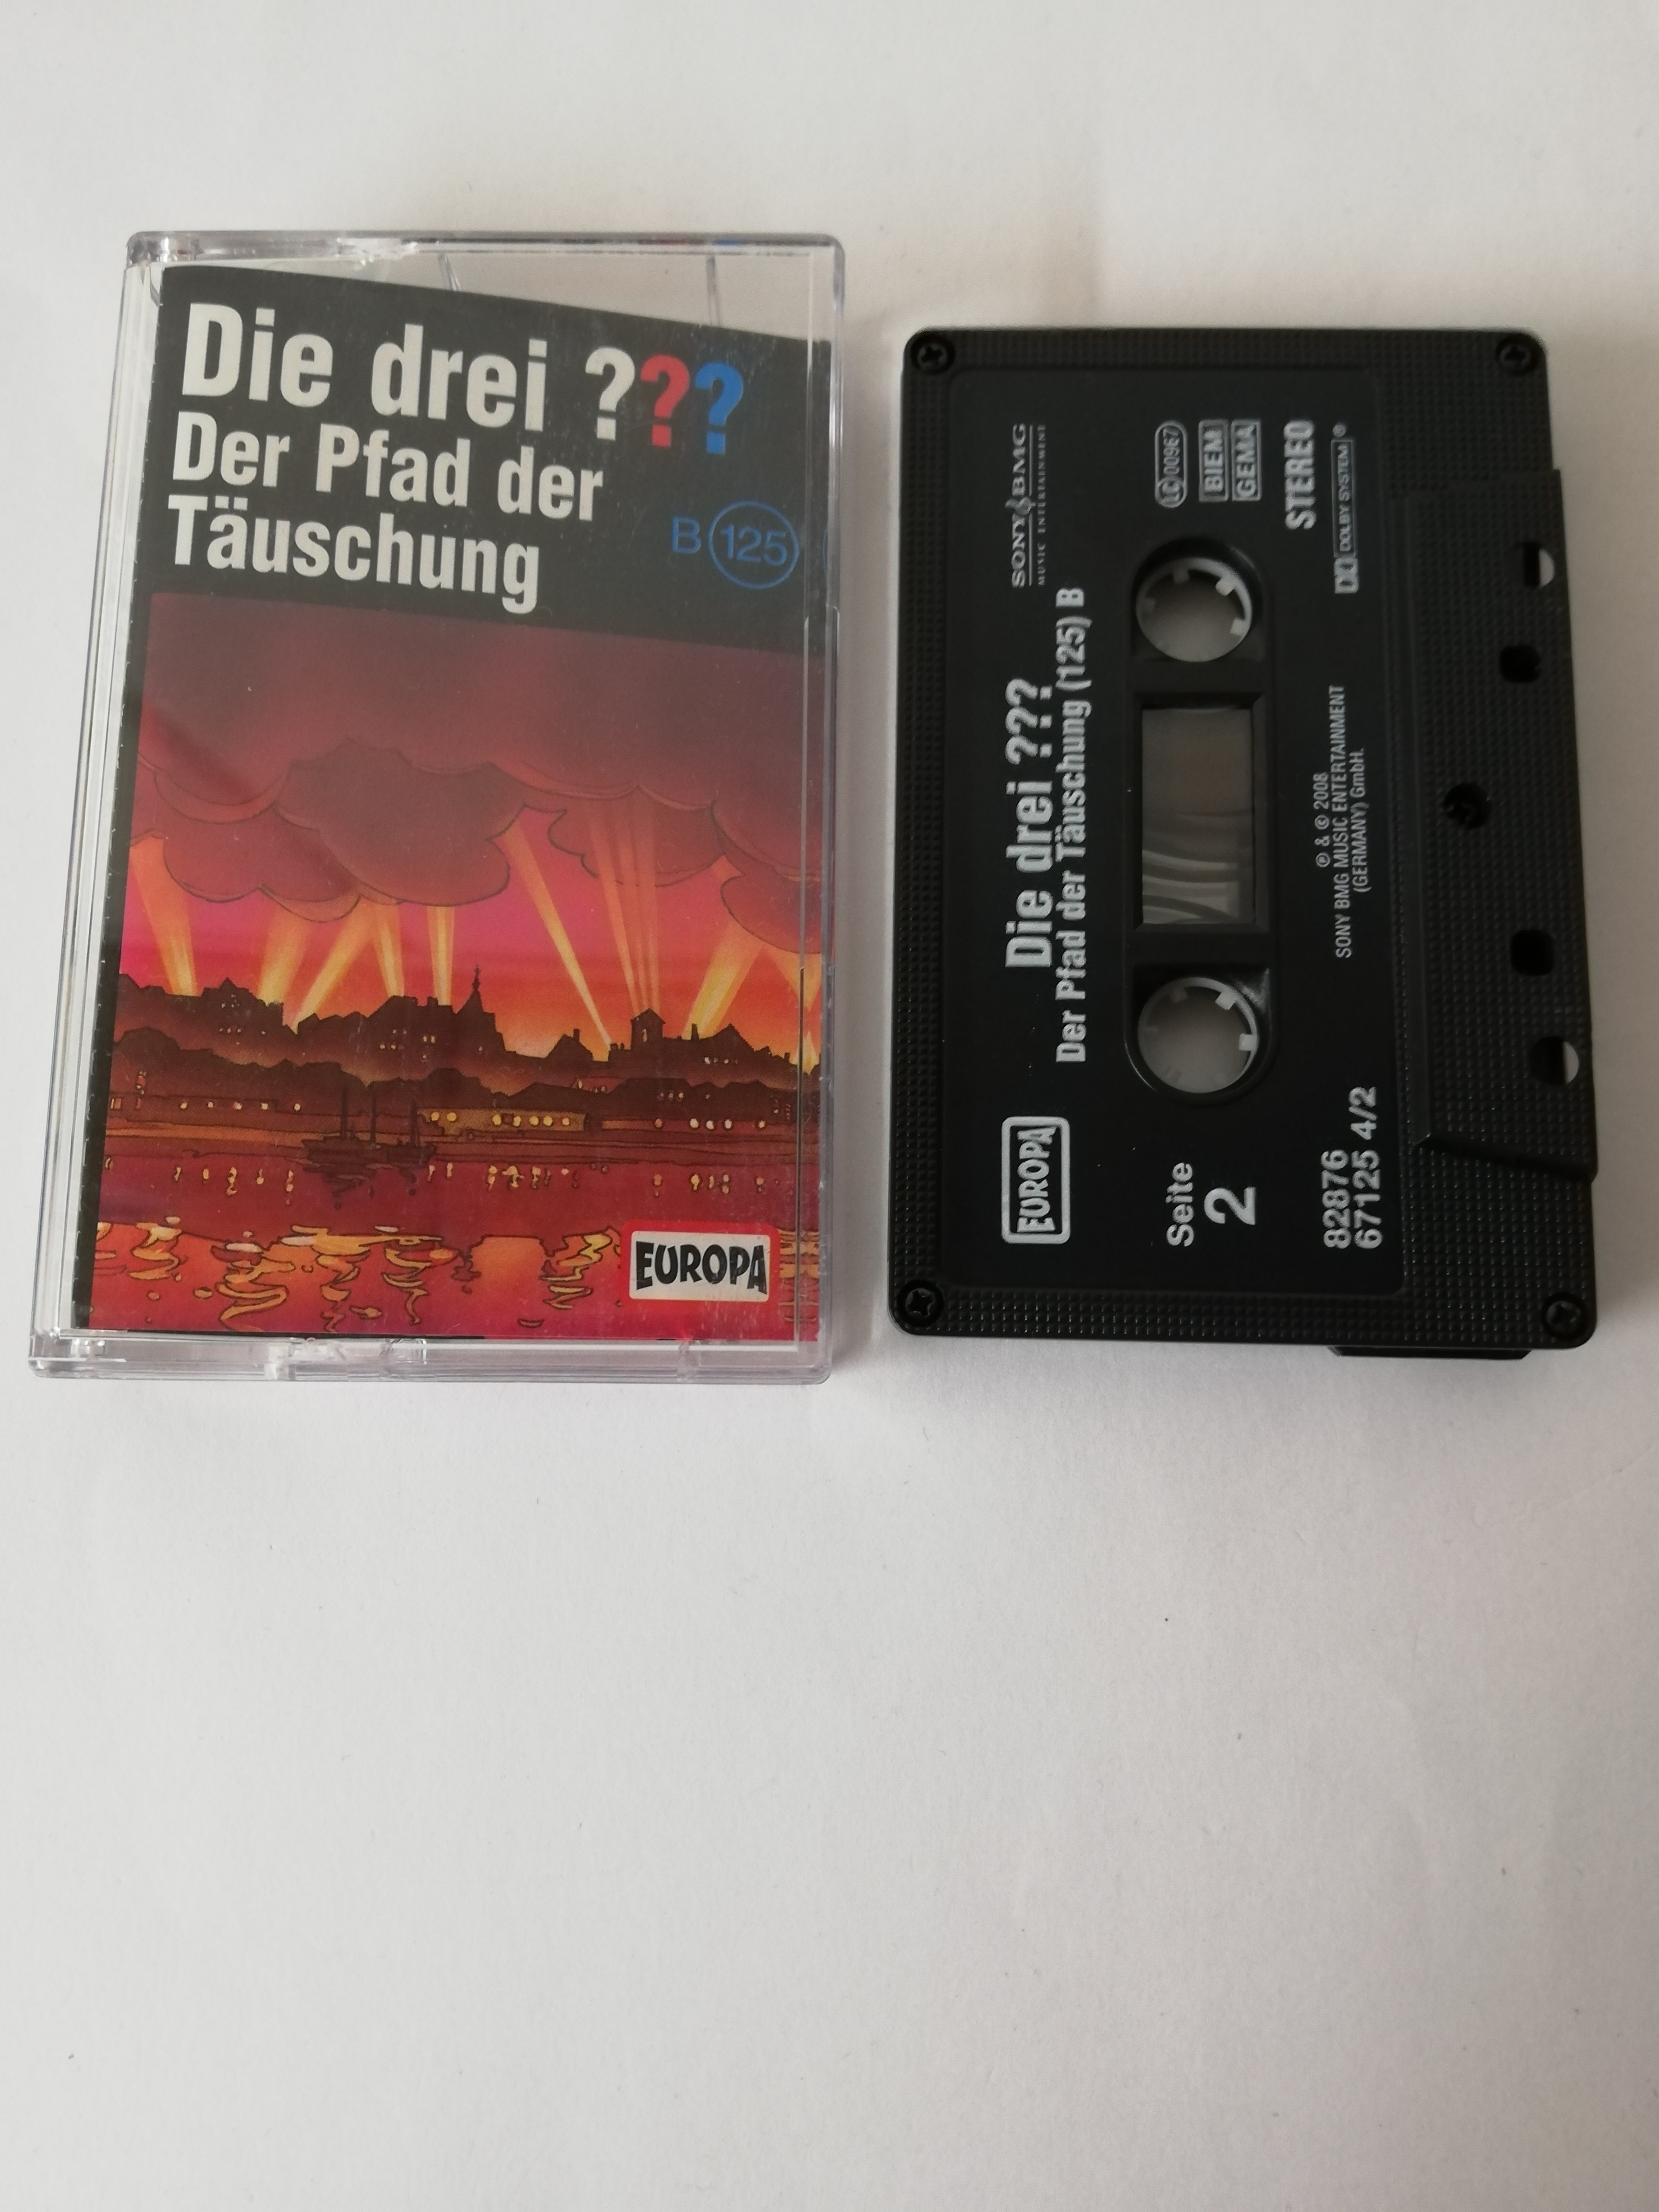 Die drei ???
Der Pfad der
Täuschung
B 125
EUROPA
EUROPA
Die drei ???
Der Pfad der Täuschung (125) B
SONY BMG
MUSIC ENTERTAINMENT
Seite
2
LC 00967
BIEM
GEMA
STEREO
DOLBY SYSTEM®
82876
67125 4/2
℗ & © 2008
SONY BMG MUSIC ENTERTAINMENT
(GERMANY) GmbH.